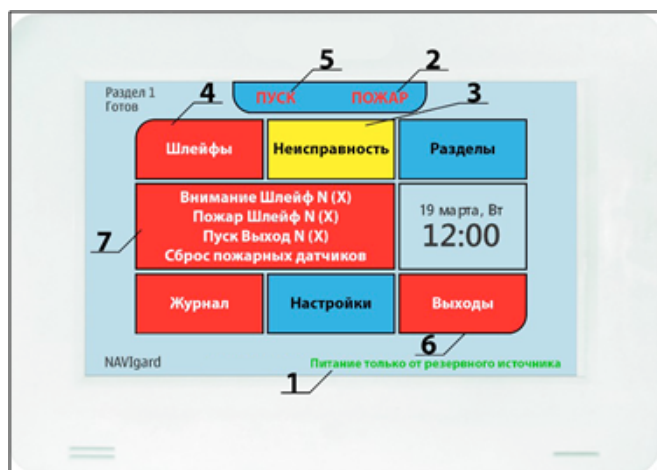 5
2
Раздел 1
Готов
4
ПУСК
ПОЖАР
3
Шлейфы
Неисправность
Разделы
Внимание Шлейф N (X)
Пожар Шлейф N (X)
Пуск Выход N (X)
Сброс пожарных датчиков
7
19 марта, Вт
12:00
Журнал
Настройки
Выходы
6
NAVIgard
Питание только от резервного источника
1